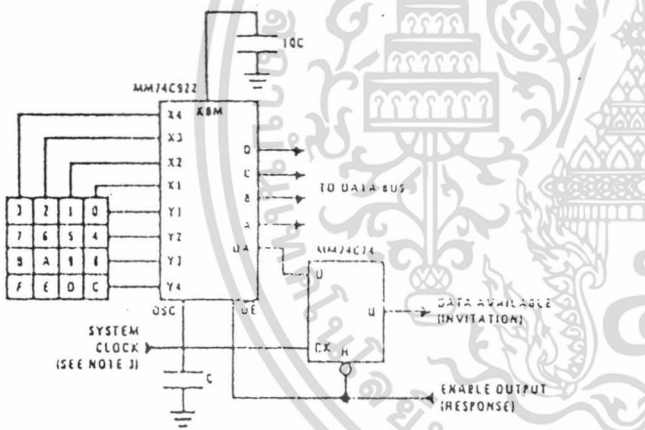 10C
MM74C922
KBM
X4
X3
X2
X1
Y1
Y2
Y3
Y4
D
C
B
A
DA
OSC
OE
TO DATA BUS
3 2 1 0
7 6 5 4
B A 9 8
F E D C
MM74C74
D
CK
R
DATA AVAILABLE
(INVITATION)
SYSTEM
CLOCK
(SEE NOTE 3)
C
ENABLE OUTPUT
(RESPONSE)